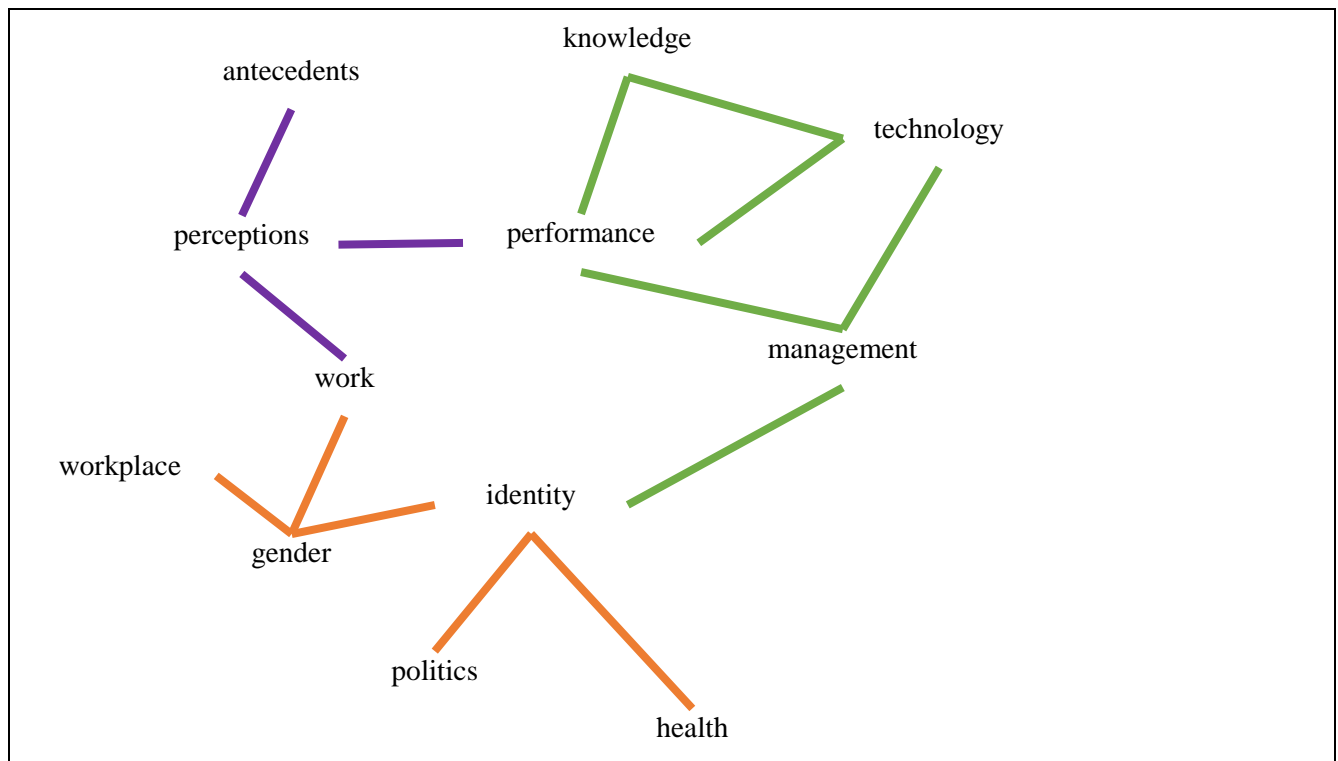 knowledge
antecedents
technology
perceptions
performance
management
work
workplace
identity
gender
politics
health